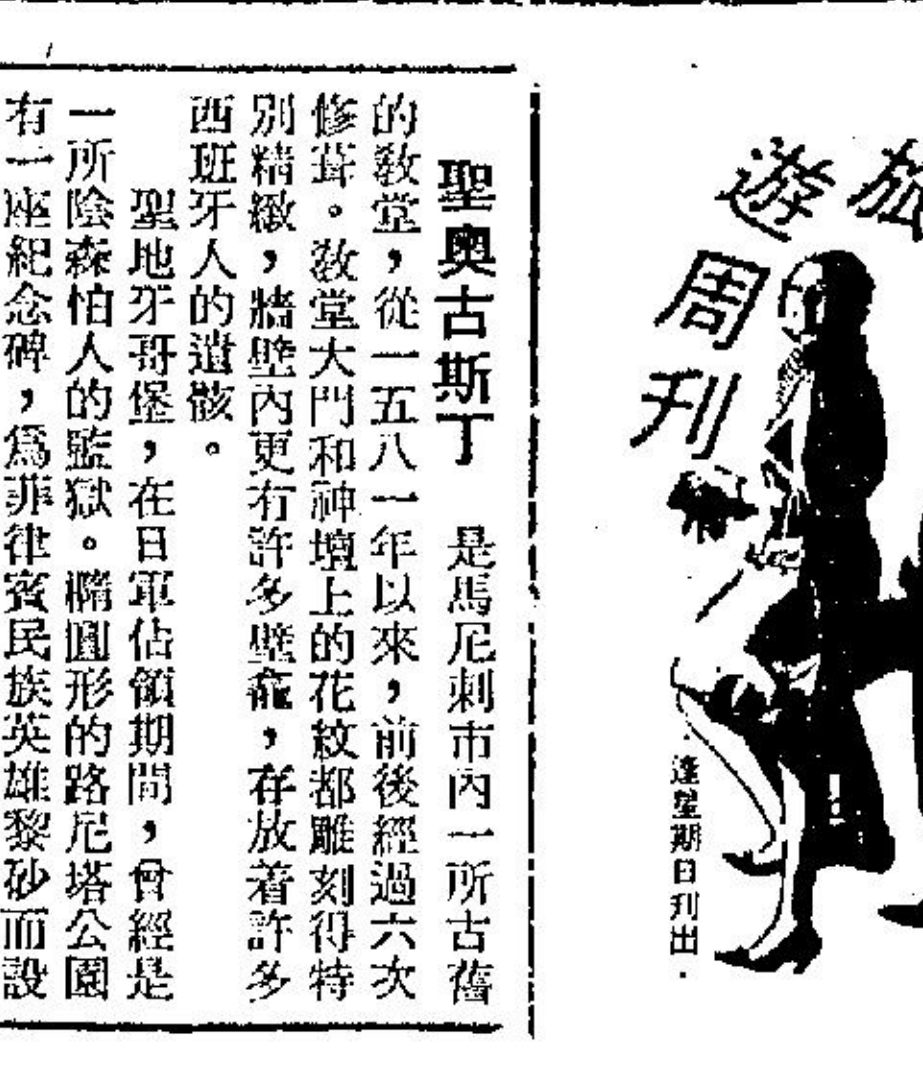 遊
周刊
·逢星期日刊出·
聖奧古斯丁 是馬尼刺市內一所古舊
的教堂，從一五八一年以來，前後經過六次
修葺。教堂大門和神壇上的花紋都雕刻得特
別精緻，牆壁內更有許多壁龕，存放着許多
西班牙人的遺骸。
聖地牙哥堡，在日軍佔領期間，曾經是
一所陰森怕人的監獄。橢圓形的路尼塔公園
有一座紀念碑，爲菲律賓民族英雄黎砂而設